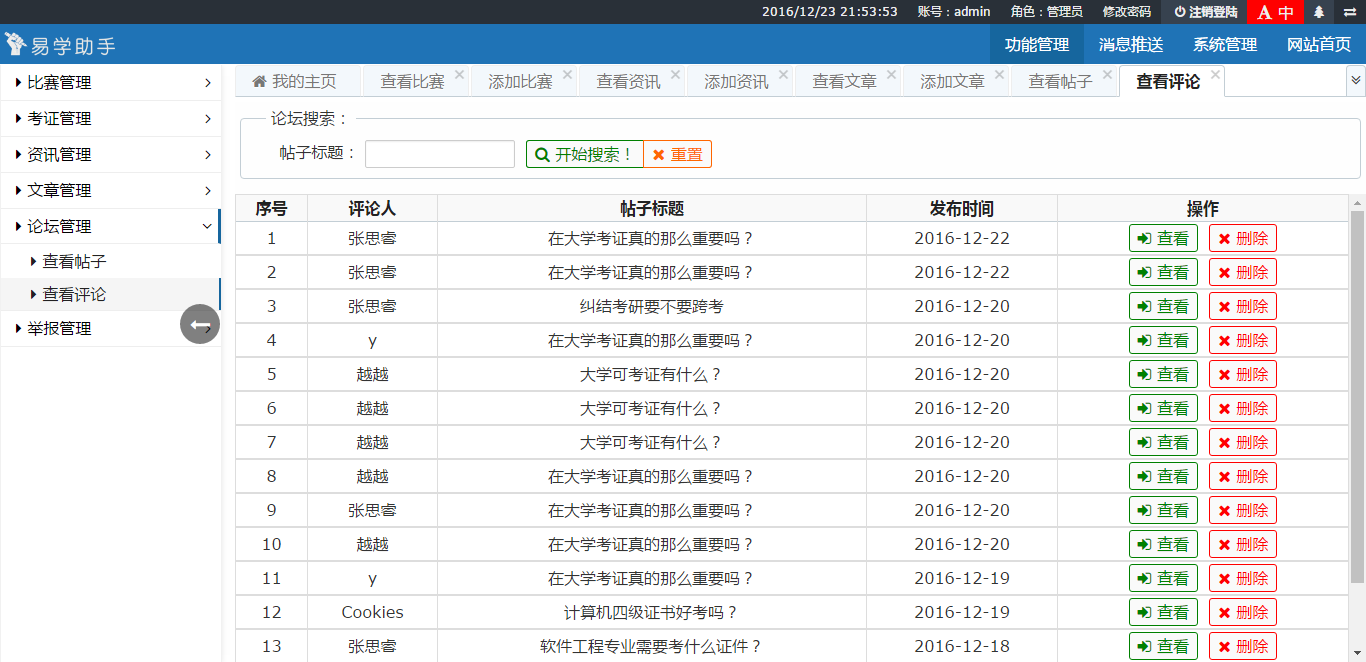 2016/12/23 21:53:53 账号：admin 角色：管理员 修改密码 注销登陆 A 中
易学助手 功能管理 消息推送 系统管理 网站首页
比赛管理
考证管理
资讯管理
文章管理
论坛管理
查看帖子
查看评论
举报管理
我的主页 查看比赛 添加比赛 查看资讯 添加资讯 查看文章 添加文章 查看帖子 查看评论
论坛搜索：
帖子标题： 开始搜索！ 重置
序号 评论人 帖子标题 发布时间 操作
1 张思睿 在大学考证真的那么重要吗？ 2016-12-22 查看 删除
2 张思睿 在大学考证真的那么重要吗？ 2016-12-22 查看 删除
3 张思睿 纠结考研要不要跨考 2016-12-20 查看 删除
4 y 在大学考证真的那么重要吗？ 2016-12-20 查看 删除
5 越越 大学可考证有什么？ 2016-12-20 查看 删除
6 越越 大学可考证有什么？ 2016-12-20 查看 删除
7 越越 大学可考证有什么？ 2016-12-20 查看 删除
8 越越 在大学考证真的那么重要吗？ 2016-12-20 查看 删除
9 张思睿 在大学考证真的那么重要吗？ 2016-12-20 查看 删除
10 越越 在大学考证真的那么重要吗？ 2016-12-20 查看 删除
11 y 在大学考证真的那么重要吗？ 2016-12-19 查看 删除
12 Cookies 计算机四级证书好考吗？ 2016-12-19 查看 删除
13 张思睿 软件工程专业需要考什么证件？ 2016-12-18 查看 删除